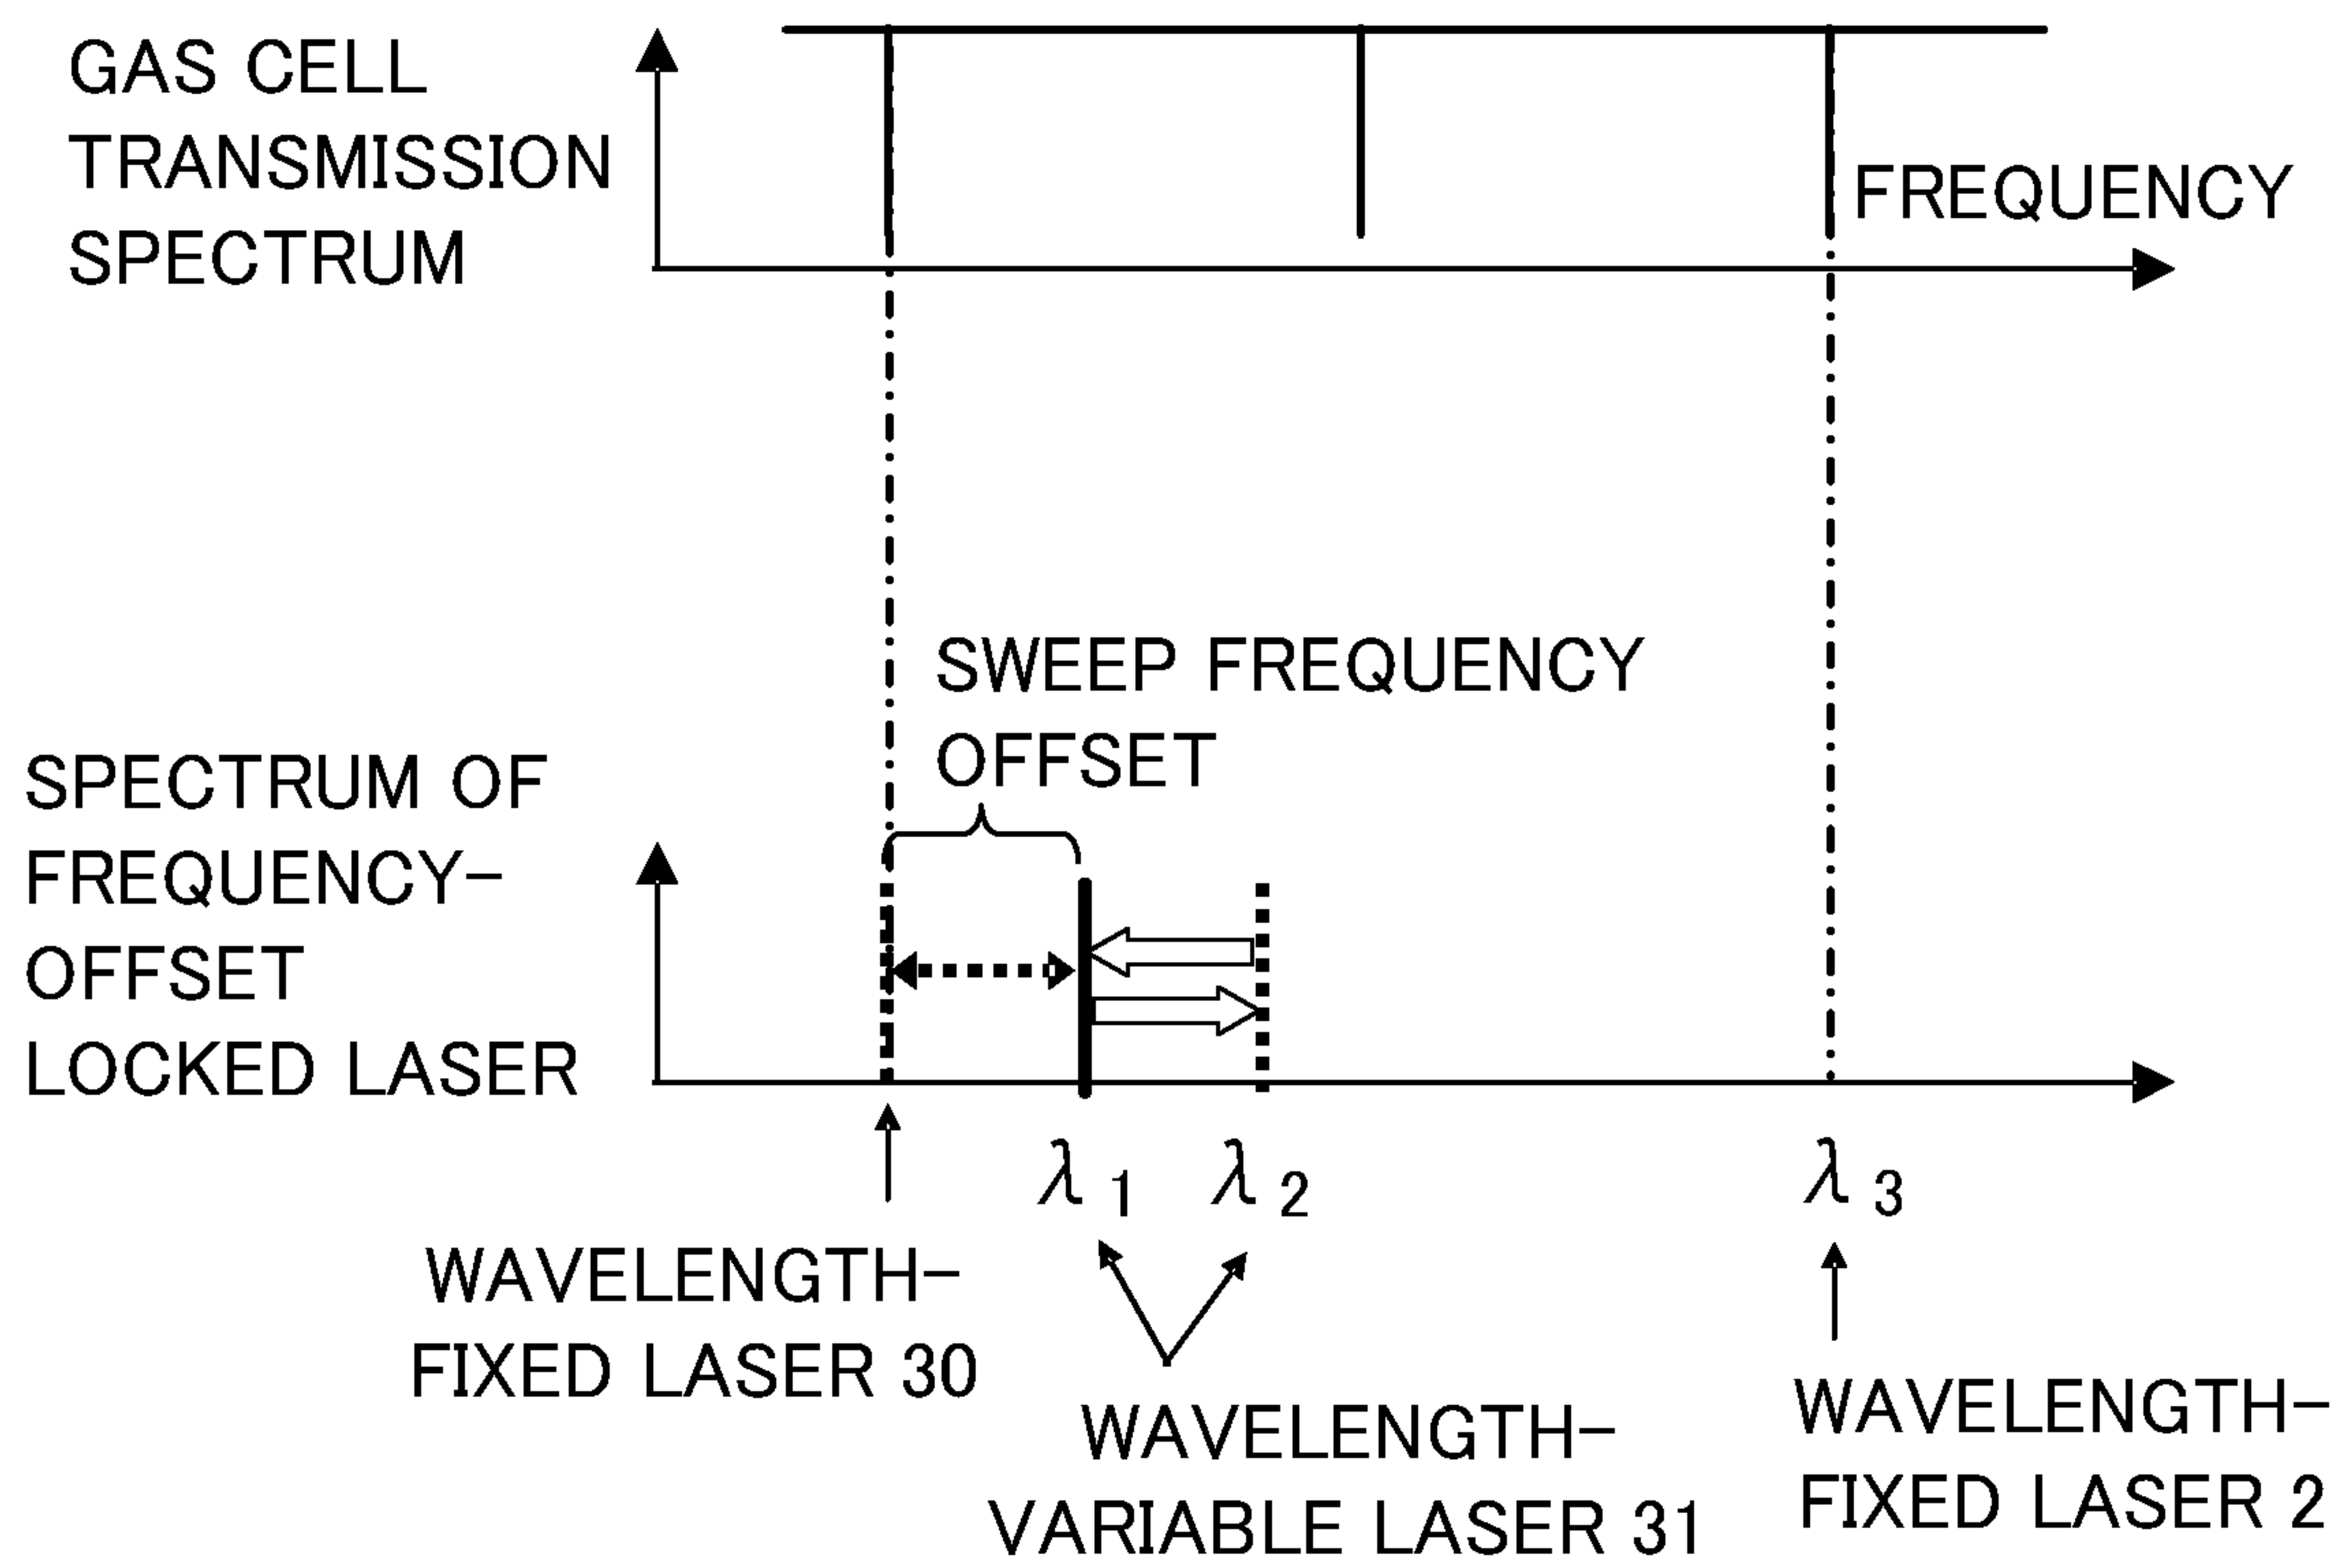 GAS CELL
TRANSMISSION
SPECTRUM
FREQUENCY
SWEEP FREQUENCY
OFFSET
SPECTRUM OF
FREQUENCY-
OFFSET
LOCKED LASER
λ 1
λ 2
λ 3
WAVELENGTH-
FIXED LASER 30
WAVELENGTH-
VARIABLE LASER 31
WAVELENGTH-
FIXED LASER 2